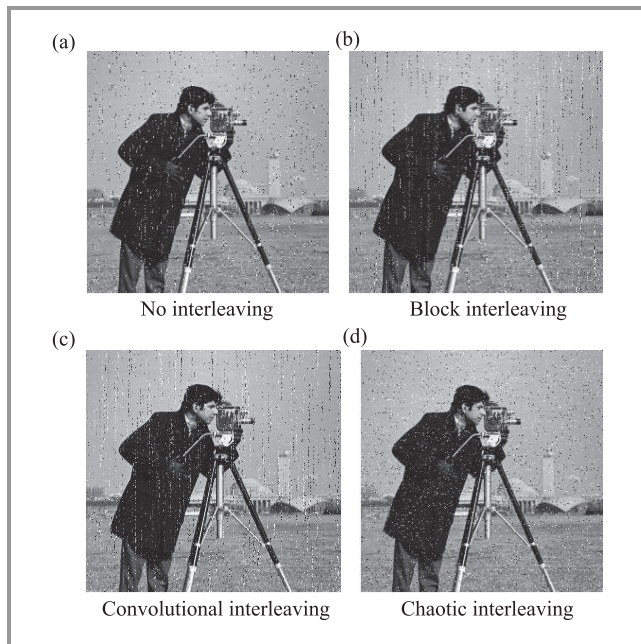 (a)
(b)
No interleaving
Block interleaving
(c)
(d)
Convolutional interleaving
Chaotic interleaving